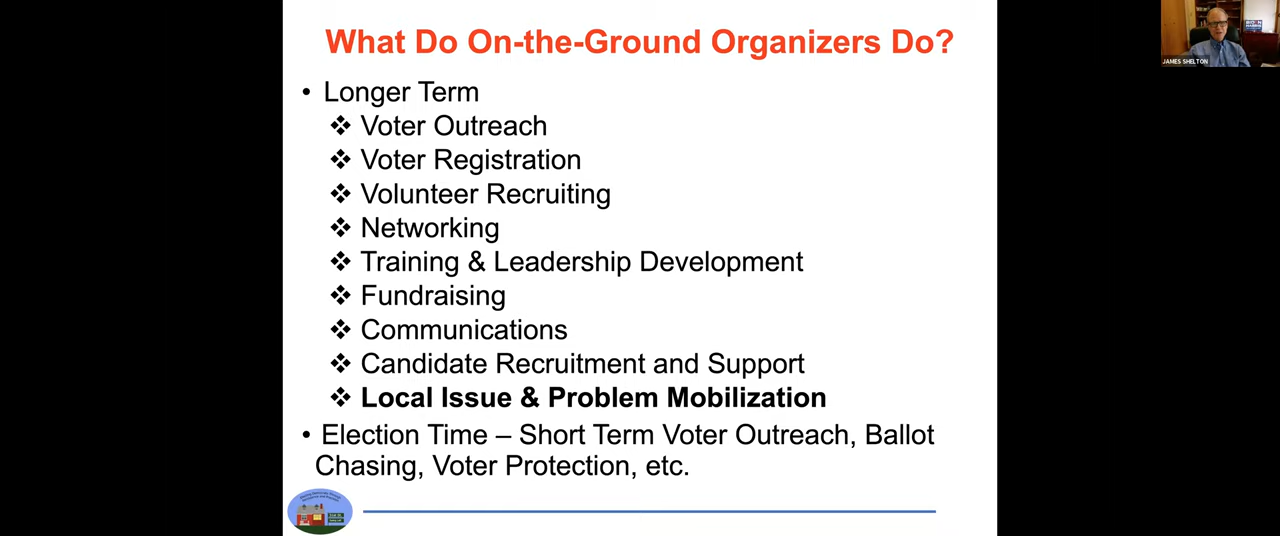 What Do On-the-Ground Organizers Do?
• Longer Term
❖ Voter Outreach
❖ Voter Registration
❖ Volunteer Recruiting
❖ Networking
❖ Training & Leadership Development
❖ Fundraising
❖ Communications
❖ Candidate Recruitment and Support
❖ Local Issue & Problem Mobilization
• Election Time – Short Term Voter Outreach, Ballot
Chasing, Voter Protection, etc.
JAMES SHELTON